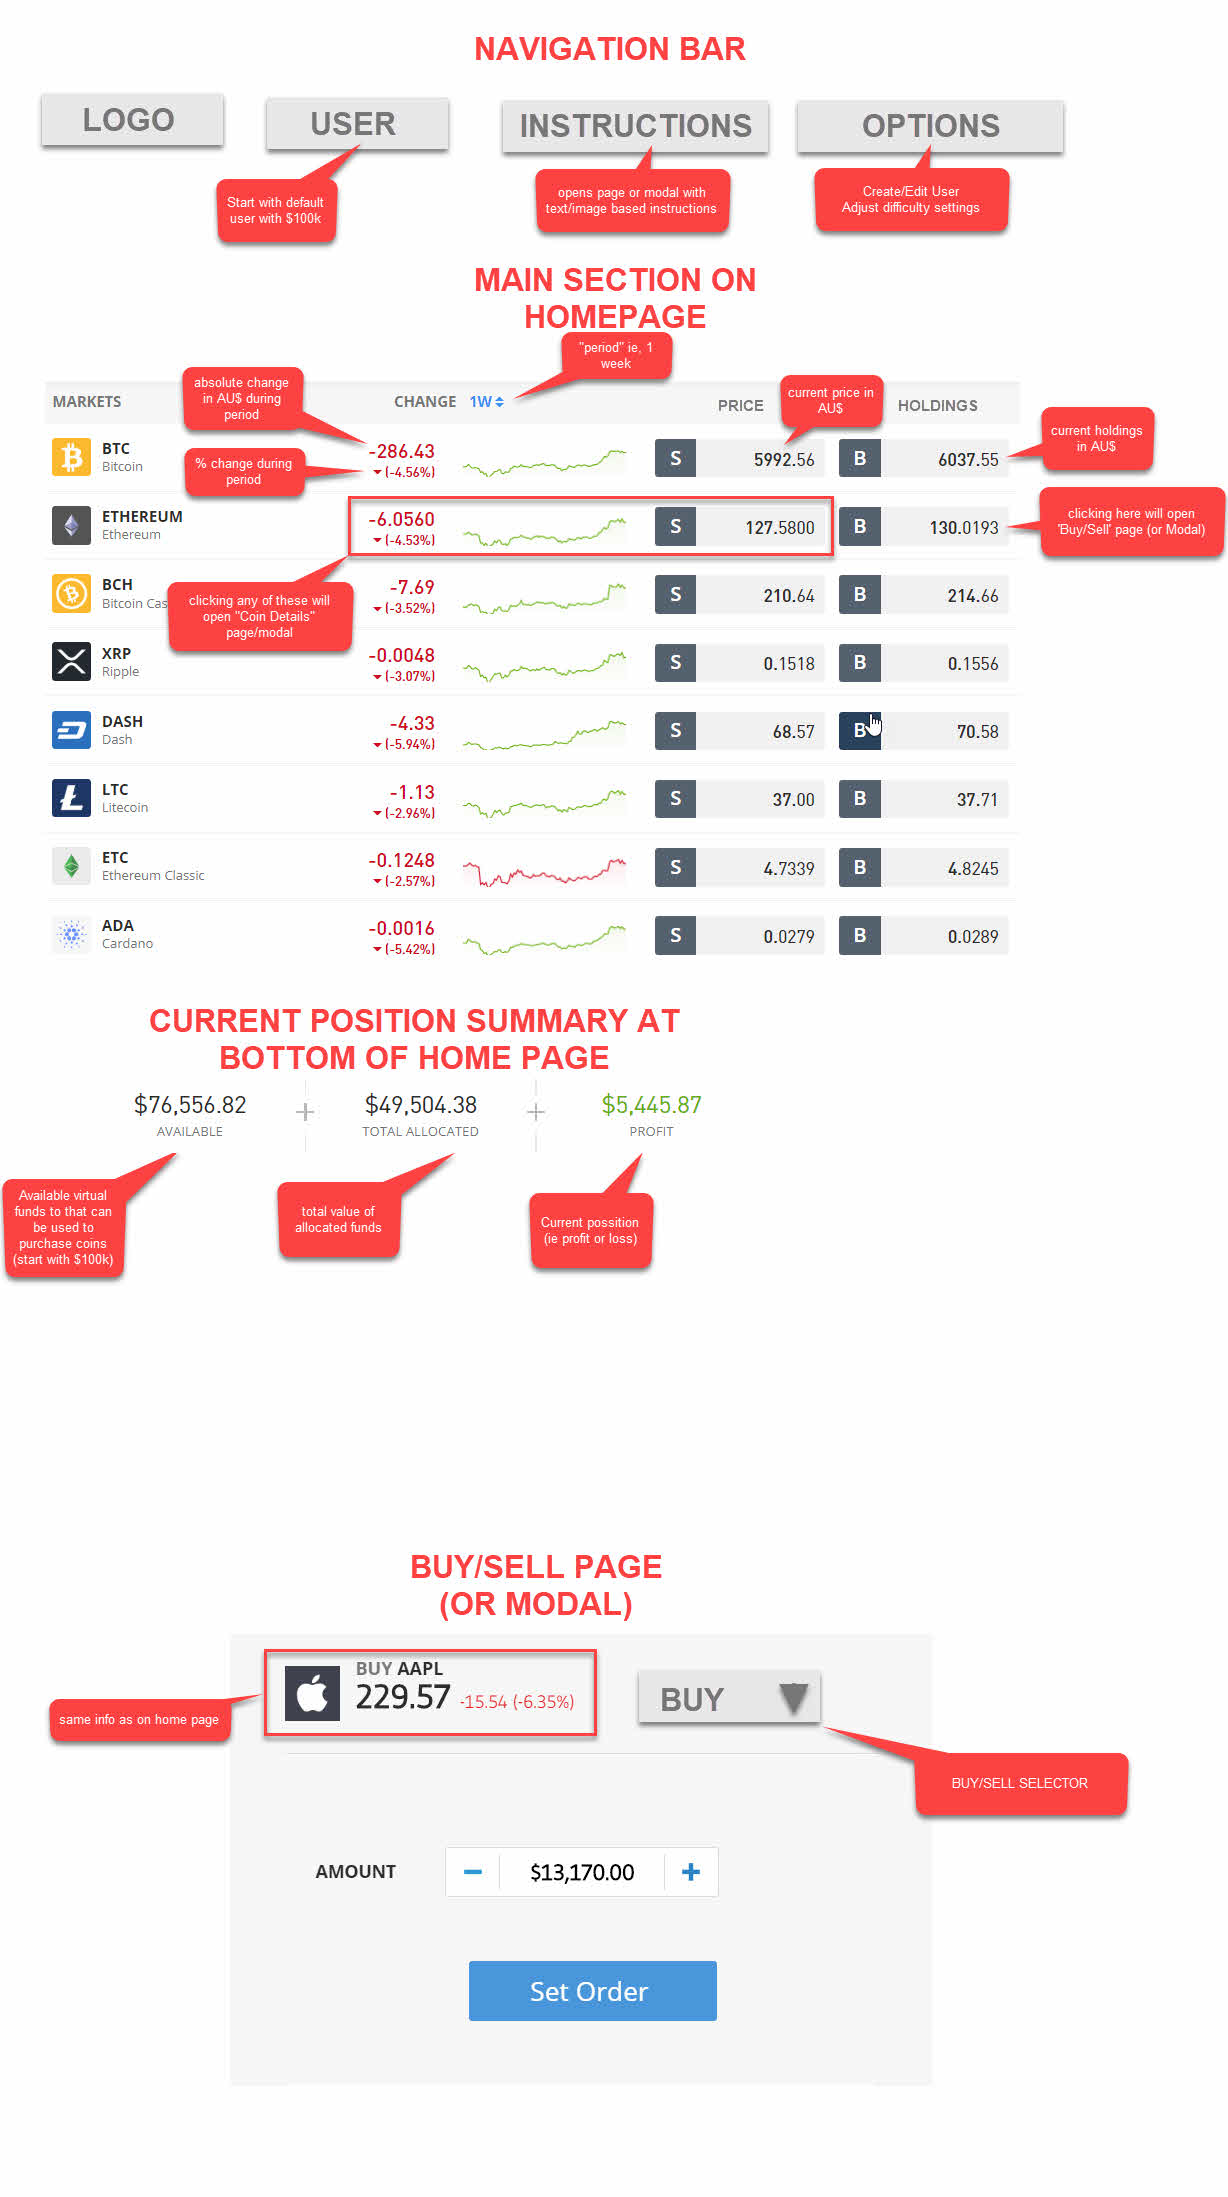 NAVIGATION BAR
LOGO
USER
INSTRUCTIONS
OPTIONS
Start with default
user with $100k
opens page or modal with
text/image based instructions
Create/Edit User
Adjust difficulty settings
MAIN SECTION ON
HOMEPAGE
"period" ie, 1
week
absolute change
in AU$ during
period
current price in
AU$
MARKETS
CHANGE 1W
PRICE
HOLDINGS
current holdings
in AU$
% change during
period
BTC
Bitcoin
-286.43
(-4.56%)
S
5992.56
B
6037.55
clicking here will open
'Buy/Sell' page (or Modal)
ETHEREUM
Ethereum
-6.0560
(-4.53%)
S
127.5800
B
130.0193
clicking any of these will
open "Coin Details"
page/modal
BCH
Bitcoin Cas
-7.69
(-3.52%)
S
210.64
B
214.66
XRP
Ripple
-0.0048
(-3.07%)
S
0.1518
B
0.1556
DASH
Dash
-4.33
(-5.94%)
S
68.57
B
70.58
LTC
Litecoin
-1.13
(-2.96%)
S
37.00
B
37.71
ETC
Ethereum Classic
-0.1248
(-2.57%)
S
4.7339
B
4.8245
ADA
Cardano
-0.0016
(-5.42%)
S
0.0279
B
0.0289
CURRENT POSITION SUMMARY AT
BOTTOM OF HOME PAGE
$76,556.82 + $49,504.38 + $5,445.87
AVAILABLE TOTAL ALLOCATED PROFIT
Available virtual
funds to that can
be used to
purchase coins
(start with $100k)
total value of
allocated funds
Current possition
(ie profit or loss)
BUY/SELL PAGE
(OR MODAL)
same info as on home page
BUY AAPL
229.57 -15.54 (-6.35%)
BUY
BUY/SELL SELECTOR
AMOUNT
$13,170.00
Set Order